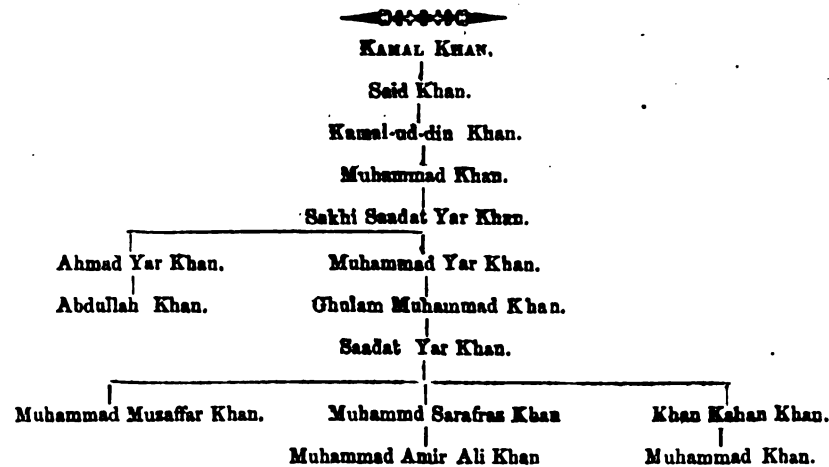 KAMAL KHAN.
Said Khan.
Kamal-ud-din Khan.
Muhammad Khan.
Sakhi Saadat Yar Khan.
Ahmad Yar Khan. Muhammad Yar Khan.
Abdullah Khan. Ghulam Muhammad Khan.
Saadat Yar Khan.
Muhammad Muzaffar Khan. Muhammd Sarafraz Khan Khan Kahan Khan.
Muhammad Amir Ali Khan Muhammad Khan.